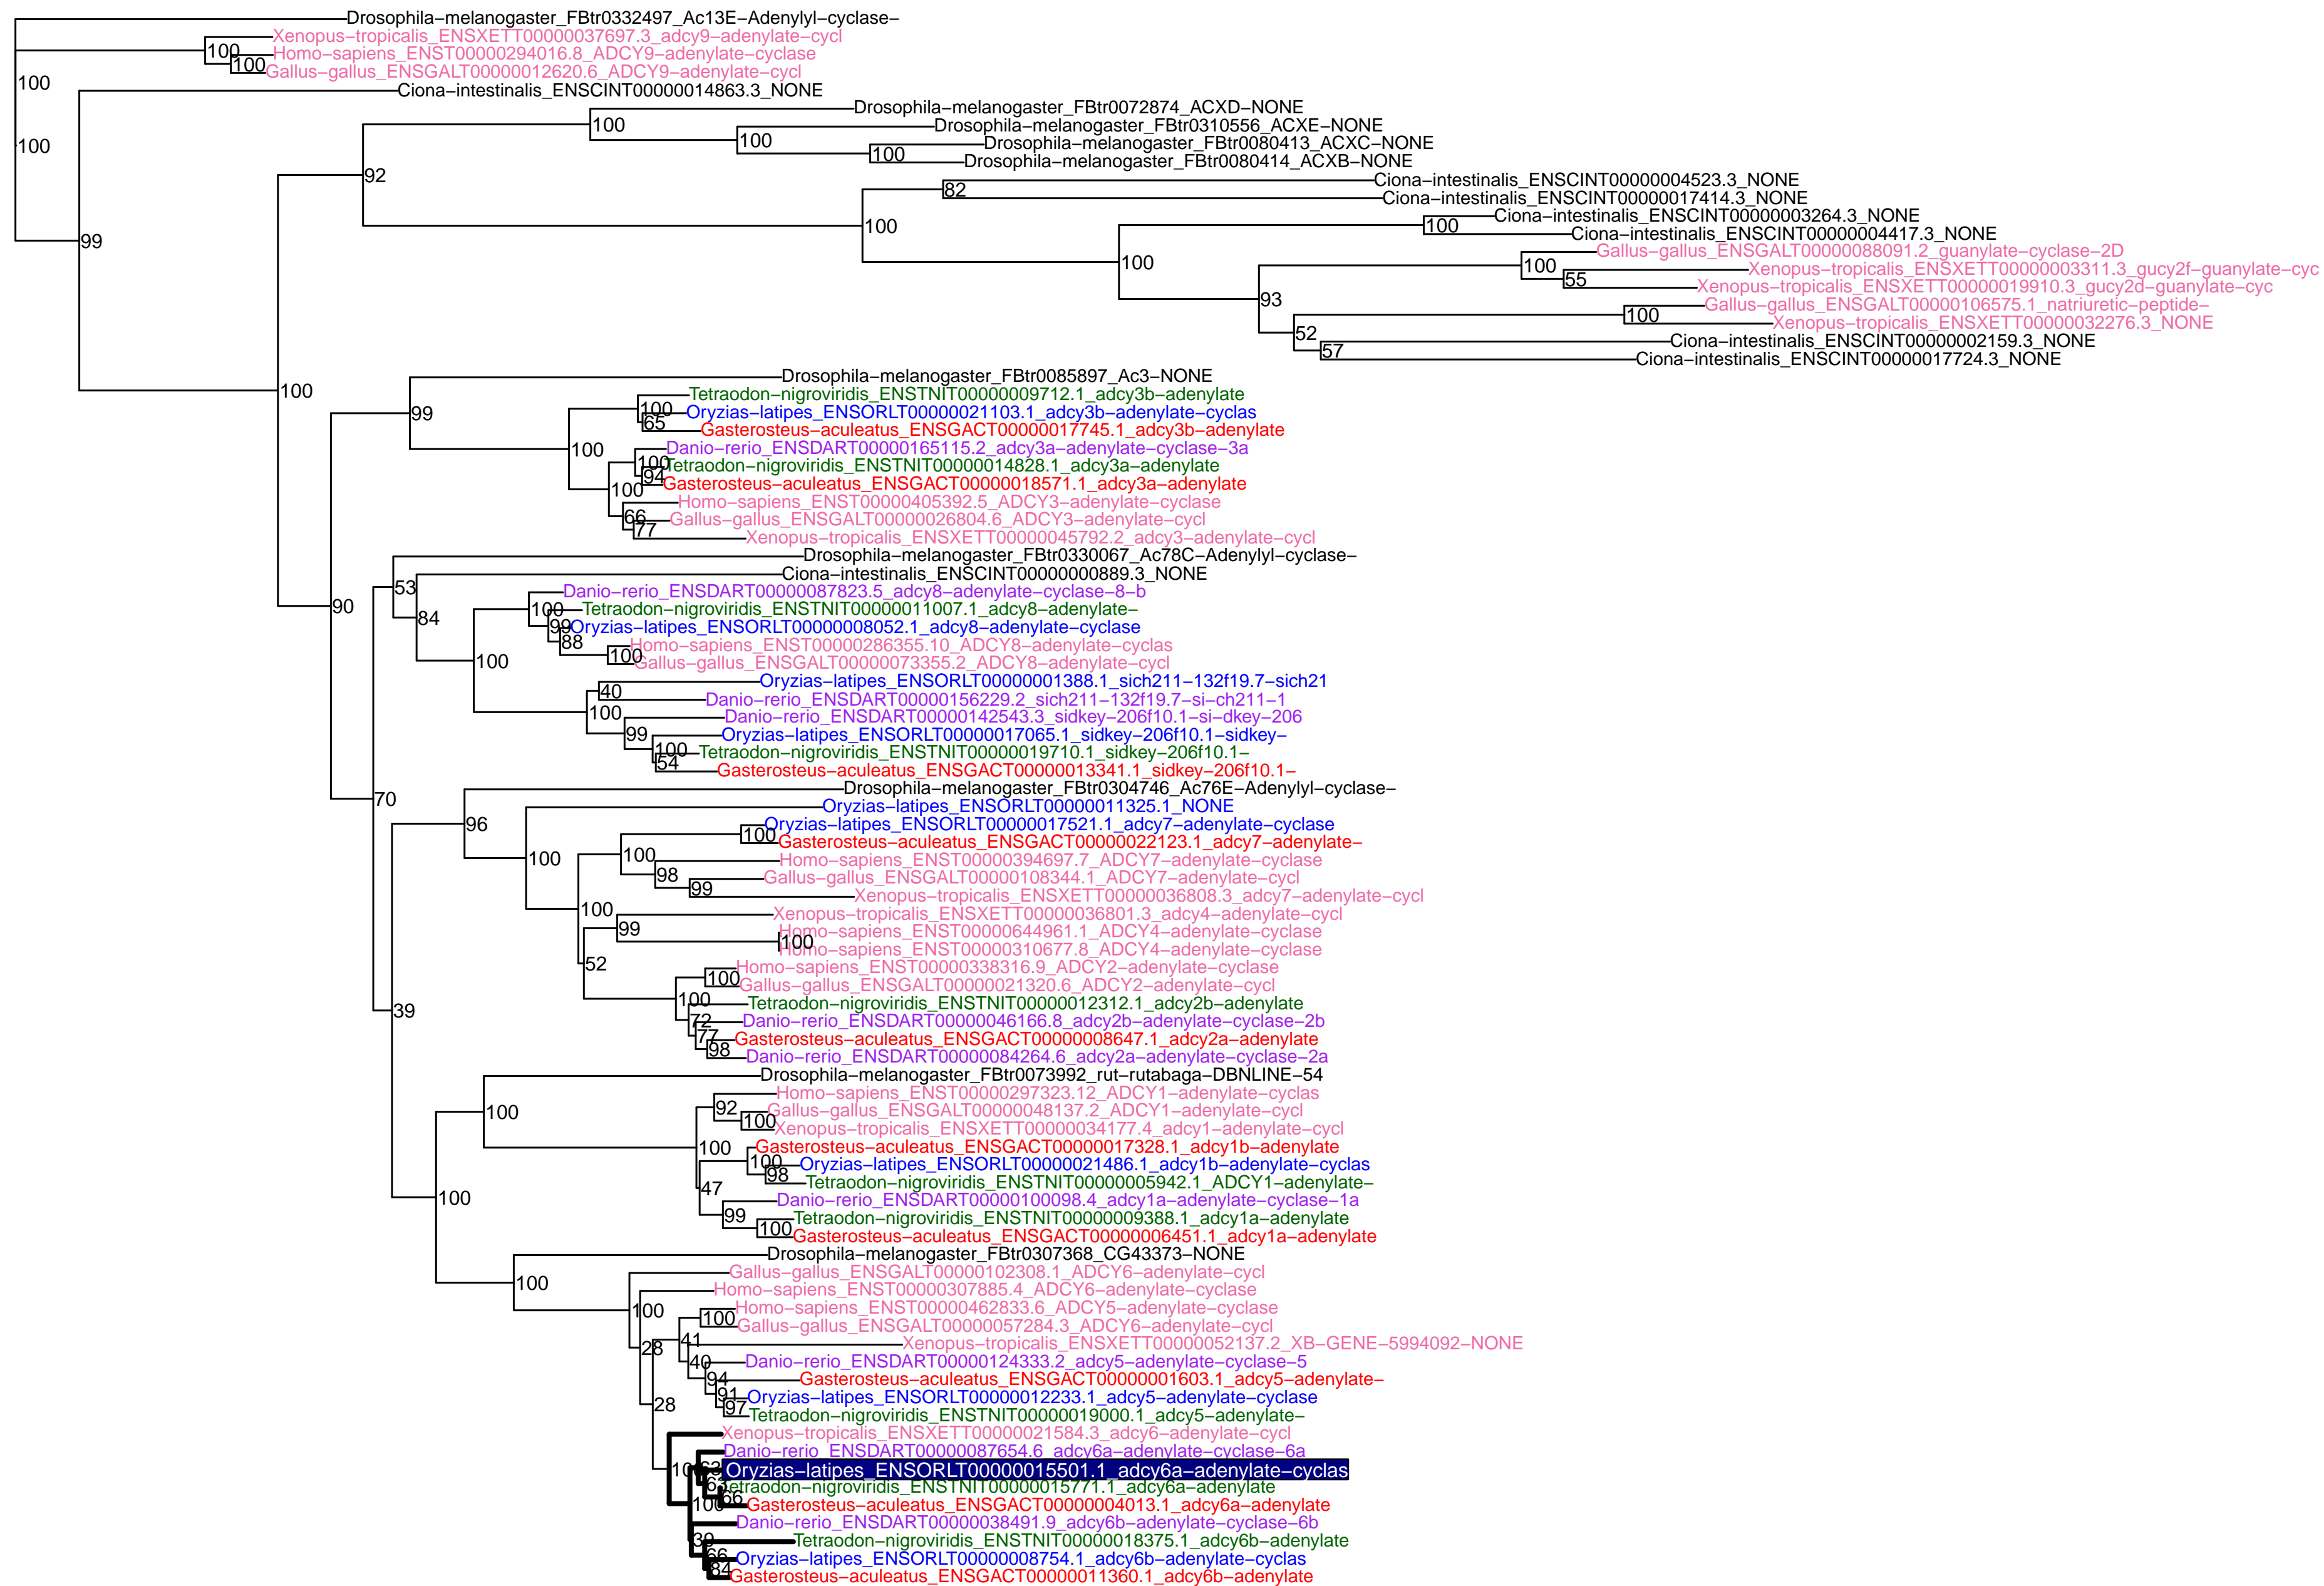 Drosophila−melanogaster_FBtr0332497_Ac13E−Adenylyl−cyclase−
Xenopus−tropicalis_ENSXETT00000037697.3_adcy9−adenylate−cycl
100
Homo−sapiens_ENST00000294016.8_ADCY9−adenylate−cyclase
100
Gallus−gallus_ENSGALT00000012620.6_ADCY9−adenylate−cycl
100
Ciona−intestinalis_ENSCINT00000014863.3_NONE
Drosophila−melanogaster_FBtr0072874_ACXD−NONE
100
Drosophila−melanogaster_FBtr0310556_ACXE−NONE
100
Drosophila−melanogaster_FBtr0080413_ACXC−NONE
100
100
Drosophila−melanogaster_FBtr0080414_ACXB−NONE
92
Ciona−intestinalis_ENSCINT00000004523.3_NONE
82
Ciona−intestinalis_ENSCINT00000017414.3_NONE
Ciona−intestinalis_ENSCINT00000003264.3_NONE
100
100
Ciona−intestinalis_ENSCINT00000004417.3_NONE
99
Gallus−gallus_ENSGALT00000088091.2_guanylate−cyclase−2D
100
100
Xenopus−tropicalis_ENSXETT00000003311.3_gucy2f−guanylate−cyc
55
Xenopus−tropicalis_ENSXETT00000019910.3_gucy2d−guanylate−cyc
93
Gallus−gallus_ENSGALT00000106575.1_natriuretic−peptide−
100
Xenopus−tropicalis_ENSXETT00000032276.3_NONE
52
Ciona−intestinalis_ENSCINT00000002159.3_NONE
57
Ciona−intestinalis_ENSCINT00000017724.3_NONE
Drosophila−melanogaster_FBtr0085897_Ac3−NONE
100
Tetraodon−nigroviridis_ENSTNIT00000009712.1_adcy3b−adenylate
100
99
Oryzias−latipes_ENSORLT00000021103.1_adcy3b−adenylate−cyclas
65
Gasterosteus−aculeatus_ENSGACT00000017745.1_adcy3b−adenylate
100
Danio−rerio_ENSDART00000165115.2_adcy3a−adenylate−cyclase−3a
100
Tetraodon−nigroviridis_ENSTNIT00000014828.1_adcy3a−adenylate
94
Gasterosteus−aculeatus_ENSGACT00000018571.1_adcy3a−adenylate
100
Homo−sapiens_ENST00000405392.5_ADCY3−adenylate−cyclase
66
Gallus−gallus_ENSGALT00000026804.6_ADCY3−adenylate−cycl
77
Xenopus−tropicalis_ENSXETT00000045792.2_adcy3−adenylate−cycl
Drosophila−melanogaster_FBtr0330067_Ac78C−Adenylyl−cyclase−
Ciona−intestinalis_ENSCINT00000000889.3_NONE
53
Danio−rerio_ENSDART00000087823.5_adcy8−adenylate−cyclase−8−b
90
100
Tetraodon−nigroviridis_ENSTNIT00000011007.1_adcy8−adenylate−
84
99
Oryzias−latipes_ENSORLT00000008052.1_adcy8−adenylate−cyclase
88
Homo−sapiens_ENST00000286355.10_ADCY8−adenylate−cyclas
100
100
Gallus−gallus_ENSGALT00000073355.2_ADCY8−adenylate−cycl
Oryzias−latipes_ENSORLT00000001388.1_sich211−132f19.7−sich21
40
Danio−rerio_ENSDART00000156229.2_sich211−132f19.7−si−ch211−1
100
Danio−rerio_ENSDART00000142543.3_sidkey−206f10.1−si−dkey−206
99
Oryzias−latipes_ENSORLT00000017065.1_sidkey−206f10.1−sidkey−
100
Tetraodon−nigroviridis_ENSTNIT00000019710.1_sidkey−206f10.1−
54
Gasterosteus−aculeatus_ENSGACT00000013341.1_sidkey−206f10.1−
Drosophila−melanogaster_FBtr0304746_Ac76E−Adenylyl−cyclase−
70
Oryzias−latipes_ENSORLT00000011325.1_NONE
96
Oryzias−latipes_ENSORLT00000017521.1_adcy7−adenylate−cyclase
100
Gasterosteus−aculeatus_ENSGACT00000022123.1_adcy7−adenylate−
100
100
Homo−sapiens_ENST00000394697.7_ADCY7−adenylate−cyclase
98
Gallus−gallus_ENSGALT00000108344.1_ADCY7−adenylate−cycl
99
Xenopus−tropicalis_ENSXETT00000036808.3_adcy7−adenylate−cycl
100
Xenopus−tropicalis_ENSXETT00000036801.3_adcy4−adenylate−cycl
99
Homo−sapiens_ENST00000644961.1_ADCY4−adenylate−cyclase
100
Homo−sapiens_ENST00000310677.8_ADCY4−adenylate−cyclase
52
Homo−sapiens_ENST00000338316.9_ADCY2−adenylate−cyclase
100
Gallus−gallus_ENSGALT00000021320.6_ADCY2−adenylate−cycl
100
Tetraodon−nigroviridis_ENSTNIT00000012312.1_adcy2b−adenylate
39
72
Danio−rerio_ENSDART00000046166.8_adcy2b−adenylate−cyclase−2b
77
Gasterosteus−aculeatus_ENSGACT00000008647.1_adcy2a−adenylate
98
Danio−rerio_ENSDART00000084264.6_adcy2a−adenylate−cyclase−2a
Drosophila−melanogaster_FBtr0073992_rut−rutabaga−DBNLINE−54
Homo−sapiens_ENST00000297323.12_ADCY1−adenylate−cyclas
92
100
Gallus−gallus_ENSGALT00000048137.2_ADCY1−adenylate−cycl
100
Xenopus−tropicalis_ENSXETT00000034177.4_adcy1−adenylate−cycl
100
Gasterosteus−aculeatus_ENSGACT00000017328.1_adcy1b−adenylate
100
Oryzias−latipes_ENSORLT00000021486.1_adcy1b−adenylate−cyclas
98
Tetraodon−nigroviridis_ENSTNIT00000005942.1_ADCY1−adenylate−
47
100
Danio−rerio_ENSDART00000100098.4_adcy1a−adenylate−cyclase−1a
99
Tetraodon−nigroviridis_ENSTNIT00000009388.1_adcy1a−adenylate
100
Gasterosteus−aculeatus_ENSGACT00000006451.1_adcy1a−adenylate
Drosophila−melanogaster_FBtr0307368_CG43373−NONE
Gallus−gallus_ENSGALT00000102308.1_ADCY6−adenylate−cycl
100
Homo−sapiens_ENST00000307885.4_ADCY6−adenylate−cyclase
100
Homo−sapiens_ENST00000462833.6_ADCY5−adenylate−cyclase
100
Gallus−gallus_ENSGALT00000057284.3_ADCY6−adenylate−cycl
41
28
Xenopus−tropicalis_ENSXETT00000052137.2_XB−GENE−5994092−NONE
40
Danio−rerio_ENSDART00000124333.2_adcy5−adenylate−cyclase−5
94
Gasterosteus−aculeatus_ENSGACT00000001603.1_adcy5−adenylate−
91
Oryzias−latipes_ENSORLT00000012233.1_adcy5−adenylate−cyclase
28
97
Tetraodon−nigroviridis_ENSTNIT00000019000.1_adcy5−adenylate−
Xenopus−tropicalis_ENSXETT00000021584.3_adcy6−adenylate−cycl
Danio−rerio_ENSDART00000087654.6_adcy6a−adenylate−cyclase−6a
Oryzias−latipes_ENSORLT00000015501.1_adcy6a−adenylate−cyclas
63
Tetraodon−nigroviridis_ENSTNIT00000015771.1_adcy6a−adenylate
66
100
Gasterosteus−aculeatus_ENSGACT00000004013.1_adcy6a−adenylate
Danio−rerio_ENSDART00000038491.9_adcy6b−adenylate−cyclase−6b
39
Tetraodon−nigroviridis_ENSTNIT00000018375.1_adcy6b−adenylate
66
Oryzias−latipes_ENSORLT00000008754.1_adcy6b−adenylate−cyclas
84
Gasterosteus−aculeatus_ENSGACT00000011360.1_adcy6b−adenylate